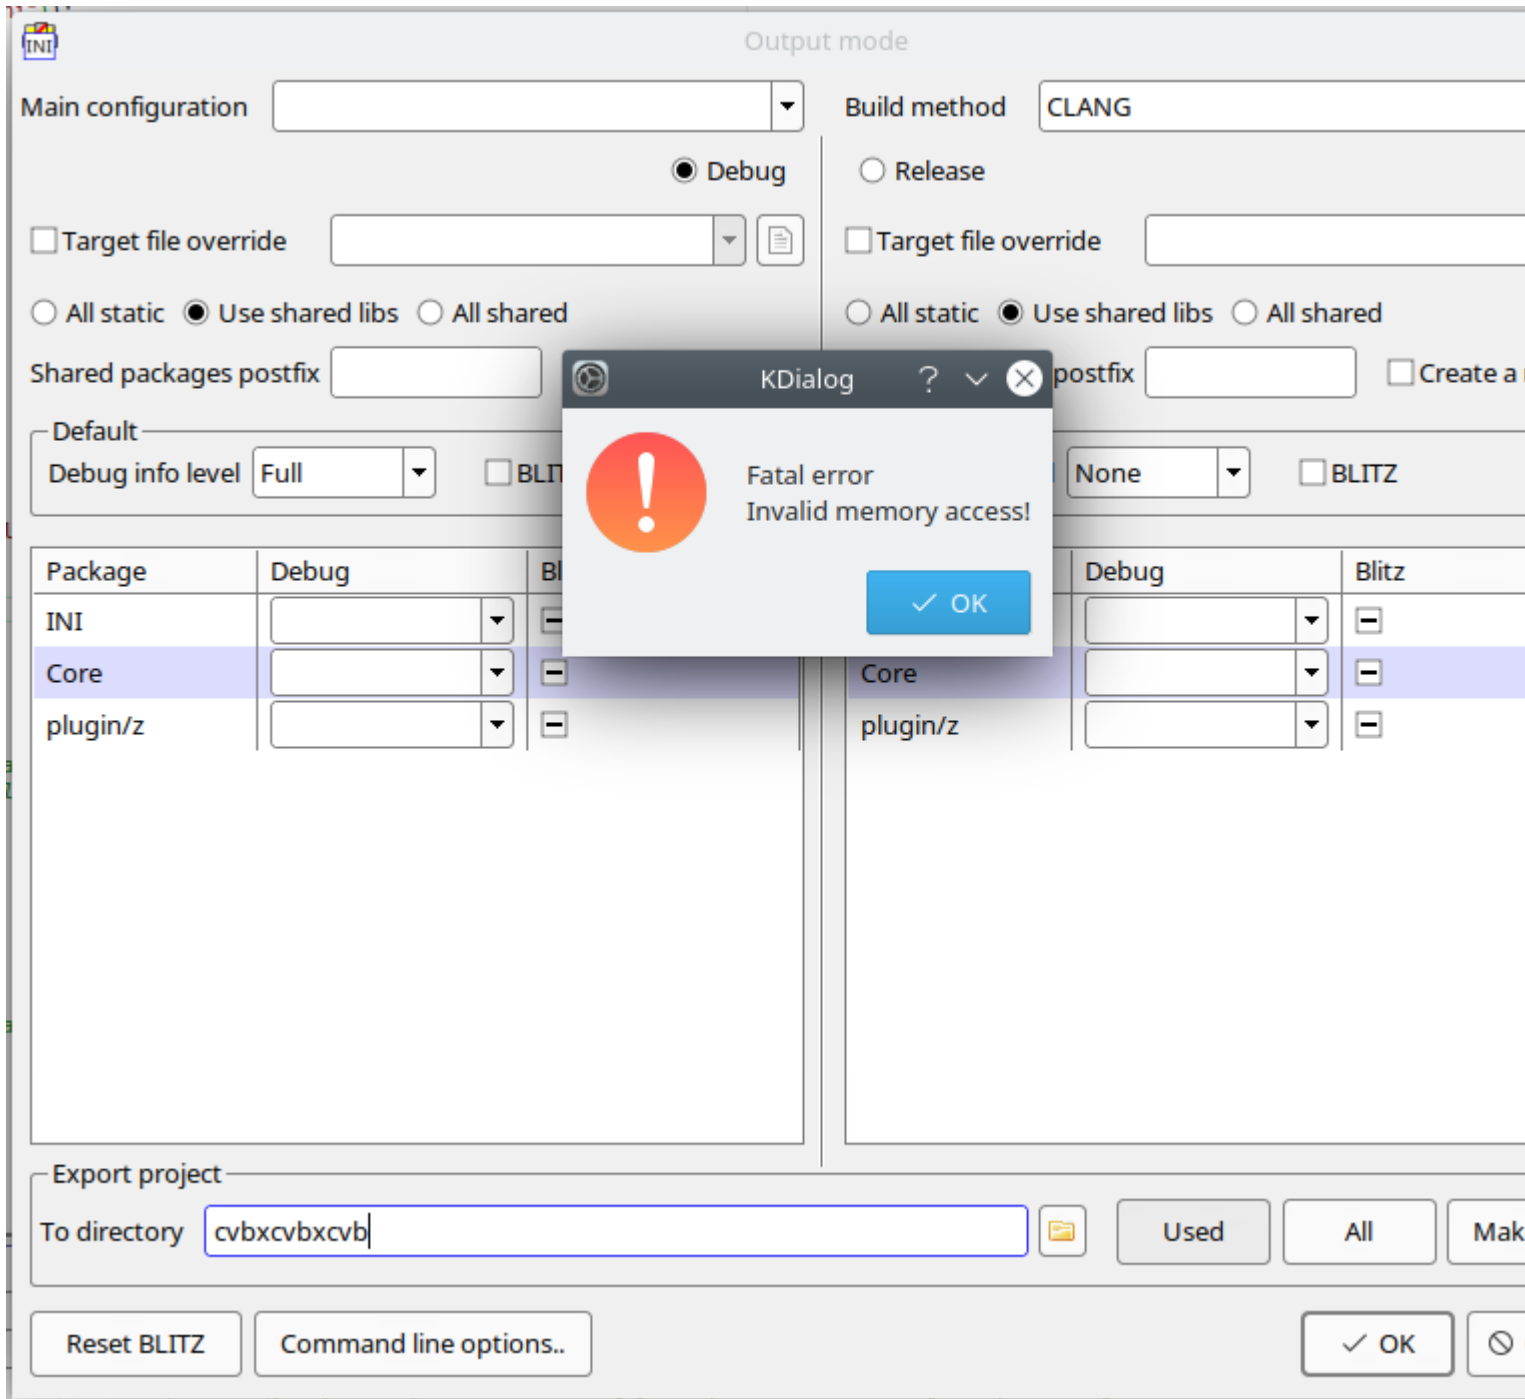 INI
Output mode
Main configuration
Build method CLANG
Debug
Release
Target file override
Target file override
All static Use shared libs All shared
All static Use shared libs All shared
Shared packages postfix
postfix
Create a
KDialog ?
Fatal error
Invalid memory access!
OK
Default
Debug info level Full
None
BLITZ
Package Debug
INI
Core
plugin/z
Debug Blitz
Core
plugin/z
Export project
To directory cvbxcvbxcvb
Used All
Reset BLITZ Command line options..
OK